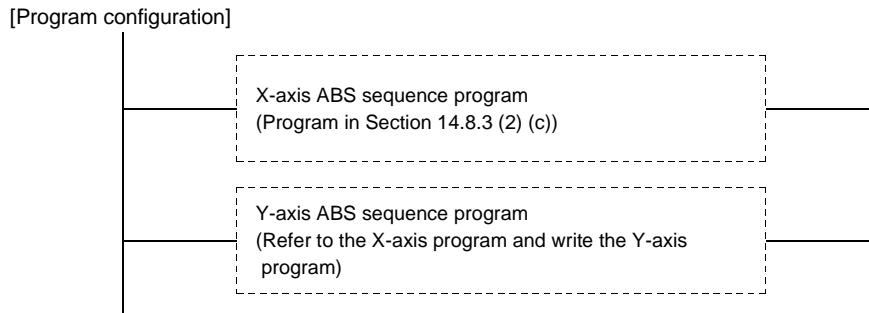 [Program configuration]
X-axis ABS sequence program
(Program in Section 14.8.3 (2) (c))
Y-axis ABS sequence program
(Refer to the X-axis program and write the Y-axis
program)